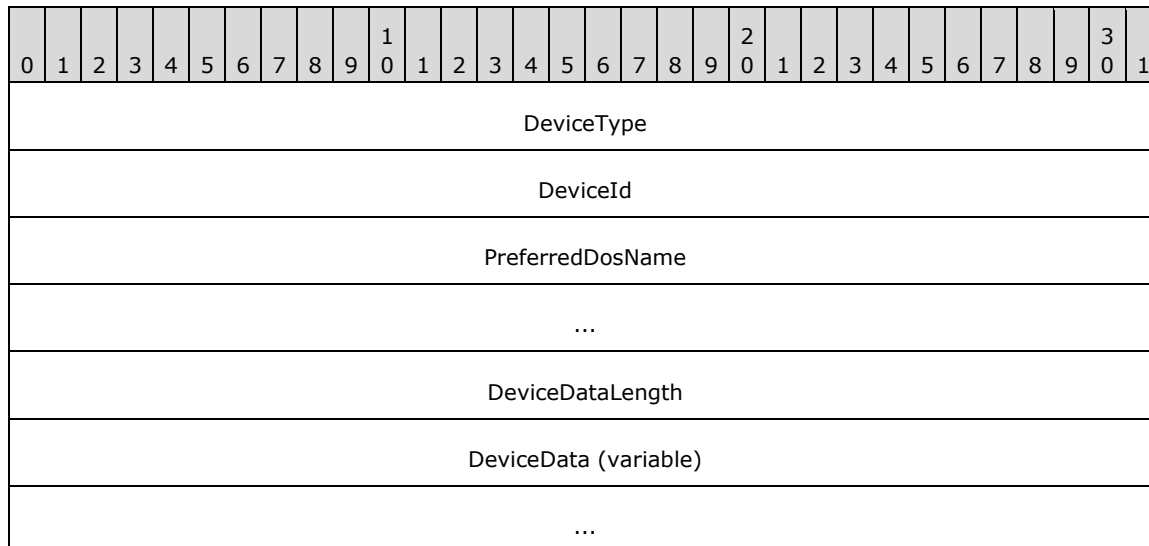 1 2 3
0 1 2 3 4 5 6 7 8 9 0 1 2 3 4 5 6 7 8 9 0 1 2 3 4 5 6 7 8 9 0 1
DeviceType
DeviceId
PreferredDosName
...
DeviceDataLength
DeviceData (variable)
...